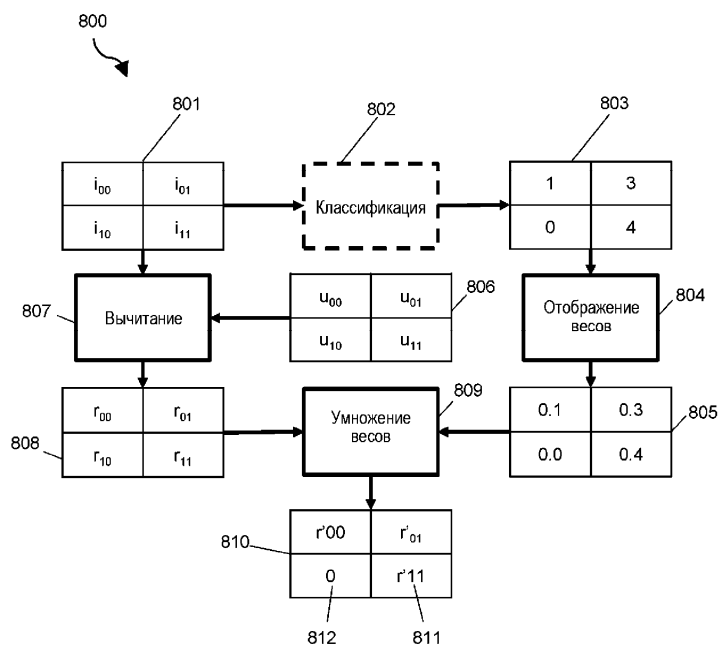 800
801
802
803
i₀₀ i₀₁
i₁₀ i₁₁
Классификация
1 3
0 4
807
Вычитание
u₀₀ u₀₁
u₁₀ u₁₁
806
Отображение
весов
804
808
r₀₀ r₀₁
r₁₀ r₁₁
Умножение
весов
809
0.1 0.3
0.0 0.4
805
810
r'00 r'₀₁
0 r'11
812 811